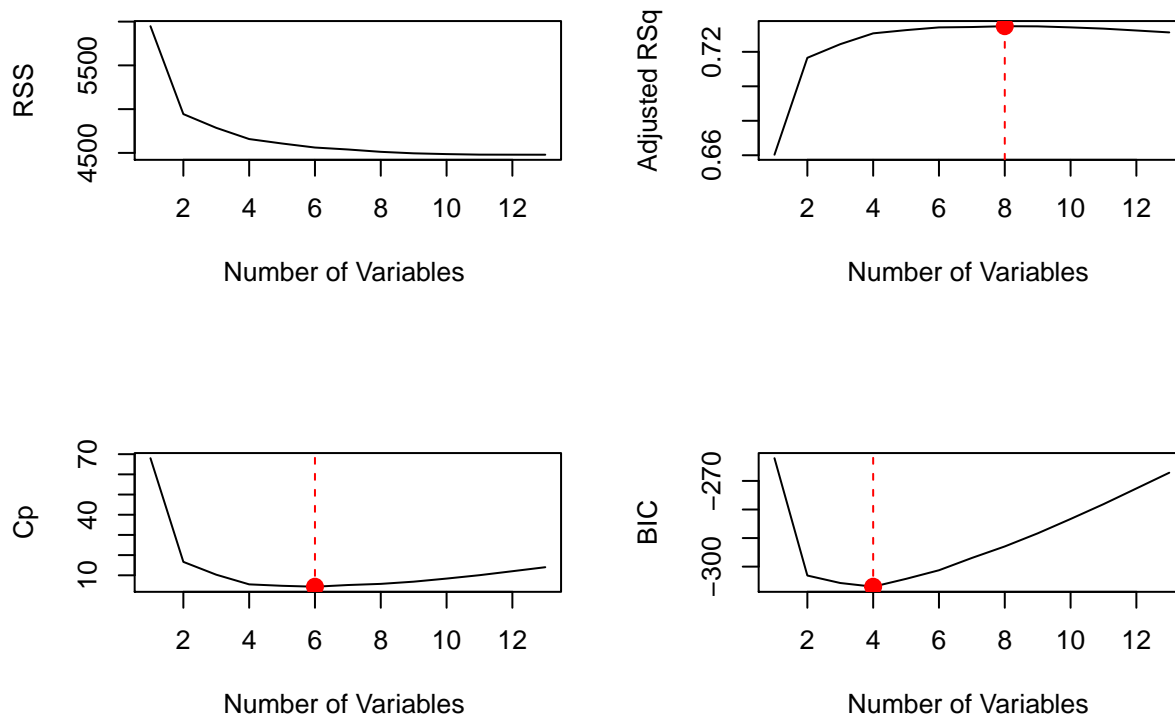 RSS
4500 5500
2 4 6 8 10 12
Number of Variables
Adjusted RSq
0.66 0.72
2 4 6 8 10 12
Number of Variables
Cp
10 40 70
2 4 6 8 10 12
Number of Variables
BIC
−300 −270
2 4 6 8 10 12
Number of Variables